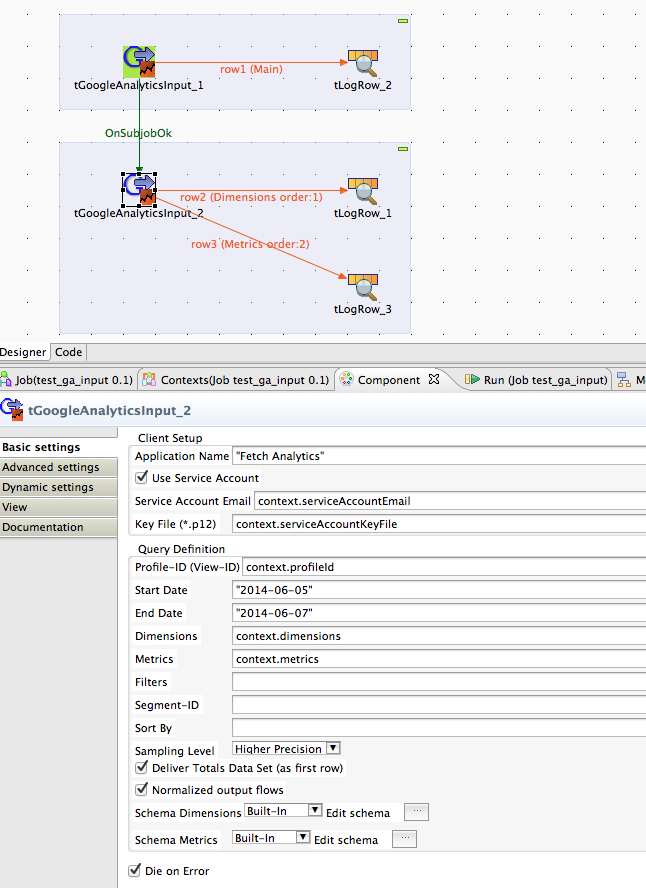 row1 (Main)
tGoogleAnalyticsInput_1
tLogRow_2
OnSubjobOk
row2 (Dimensions order:1)
tGoogleAnalyticsInput_2
tLogRow_1
row3 (Metrics order:2)
tLogRow_3
Designer Code
Job(test_ga_input 0.1) Contexts(Job test_ga_input 0.1) Component Run (Job test_ga_input) M
tGoogleAnalyticsInput_2
Basic settings
Advanced settings
Dynamic settings
View
Documentation
Client Setup
Application Name "Fetch Analytics"
Use Service Account
Service Account Email context.serviceAccountEmail
Key File (*.p12) context.serviceAccountKeyFile
Query Definition
Profile-ID (View-ID) context.profileId
Start Date "2014-06-05"
End Date "2014-06-07"
Dimensions context.dimensions
Metrics context.metrics
Filters
Segment-ID
Sort By
Sampling Level Higher Precision
Deliver Totals Data Set (as first row)
Normalized output flows
Schema Dimensions Built-In Edit schema ...
Schema Metrics Built-In Edit schema ...
Die on Error